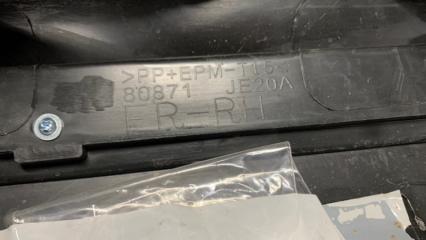 >PP+EPM-T15<
80871 JE20A
FR-RH